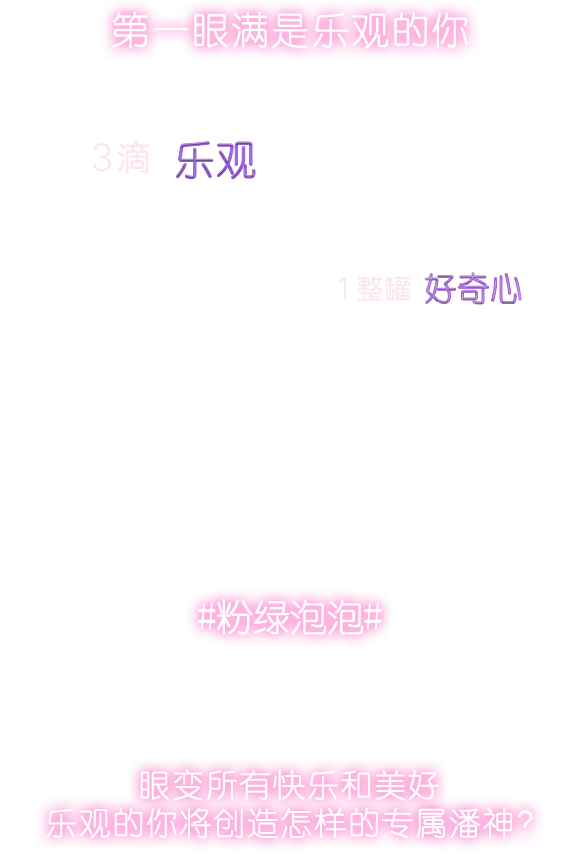 第一眼满是乐观的你
3滴 乐观
1整罐 好奇心
#粉绿泡泡#
眼变所有快乐和美好
乐观的你将创造怎样的专属潘神?